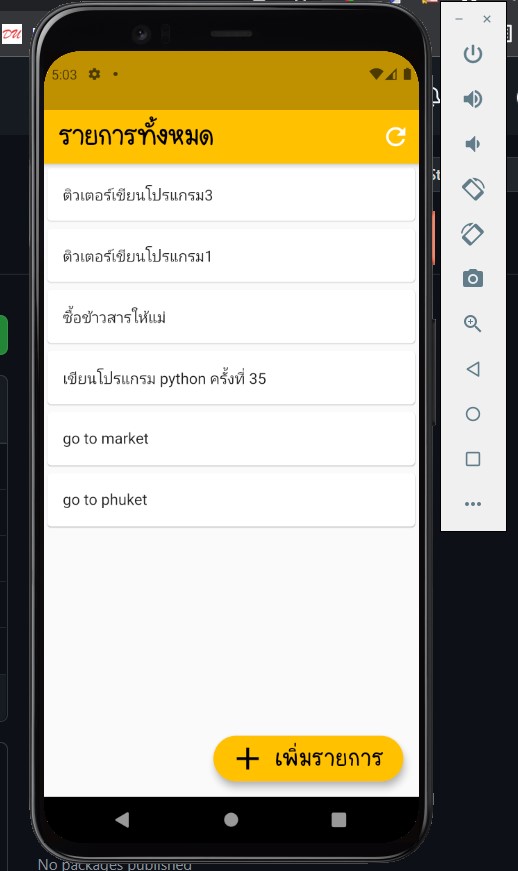 DU
5:03
รายการทั้งหมด
ติวเตอร์เขียนโปรแกรม3
ติวเตอร์เขียนโปรแกรม1
ซื้อข้าวสารให้แม่
เขียนโปรแกรม python ครั้งที่ 35
go to market
go to phuket
เพิ่มรายการ
No packages published